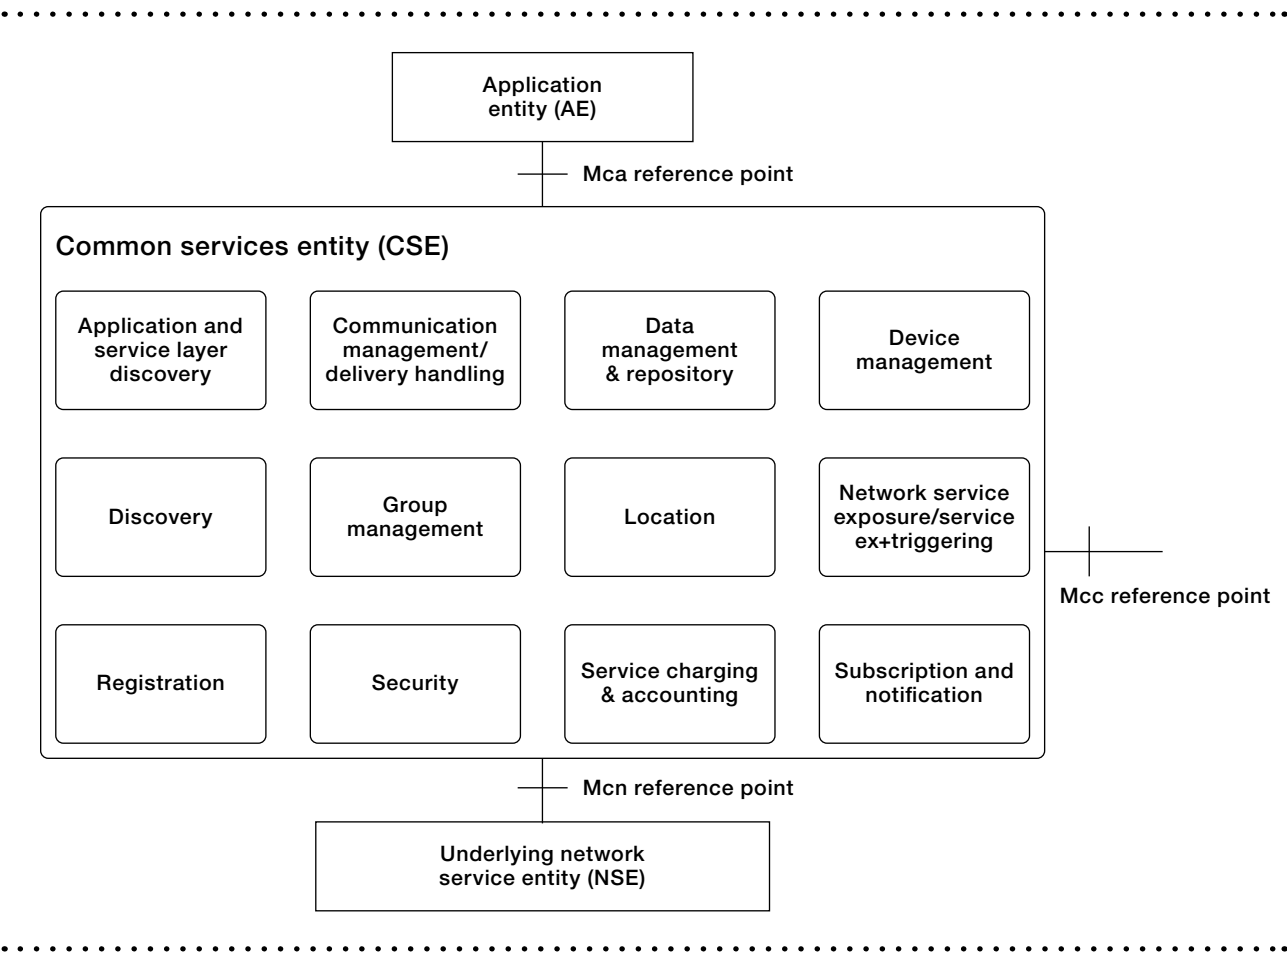 Application
entity (AE)
Mca reference point
Common services entity (CSE)
Application and
service layer
discovery
Communication
management/
delivery handling
Data
management
& repository
Device
management
Discovery
Group
management
Location
Network service
exposure/service
ex+triggering
Mcc reference point
Registration
Security
Service charging
& accounting
Subscription and
notification
Mcn reference point
Underlying network
service entity (NSE)